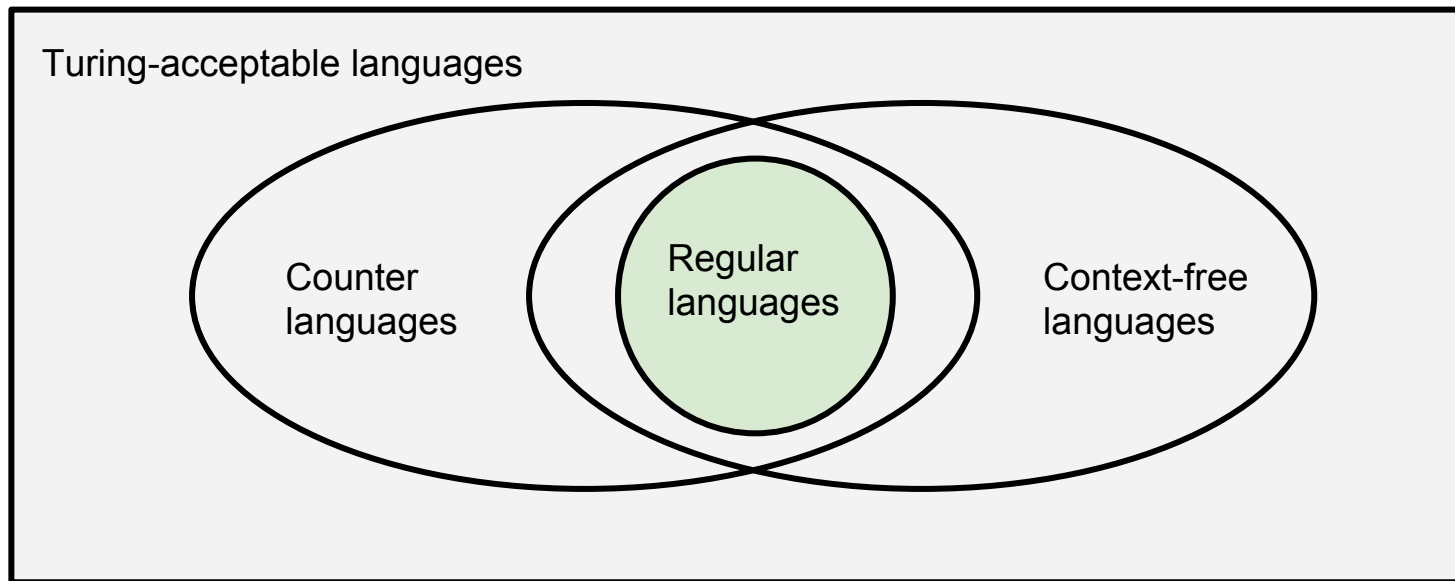 Turing-acceptable languages
Counter
languages
Regular
languages
Context-free
languages